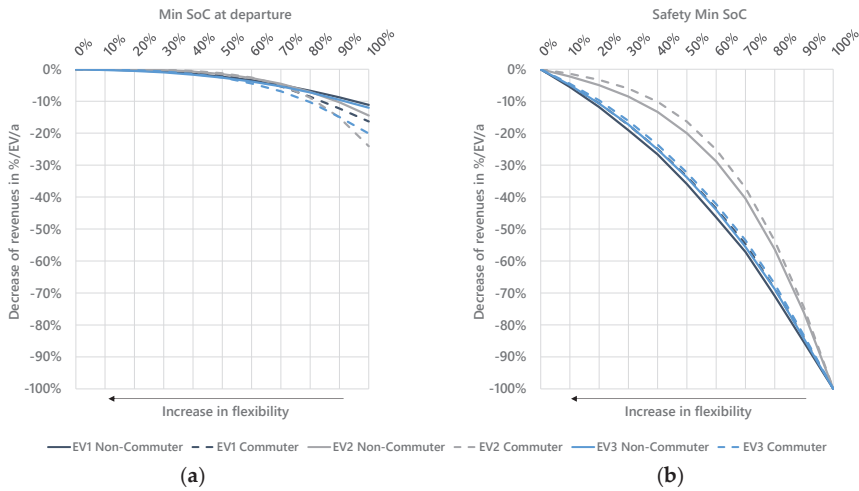 Min SoC at departure
0% 10% 20% 30% 40% 50% 60% 70% 80% 90% 100%
0%
-10%
-20%
-30%
-40%
-50%
-60%
-70%
-80%
-90%
-100%
Decrease of revenues in %/EV/a
Increase in flexibility
Safety Min SoC
0% 10% 20% 30% 40% 50% 60% 70% 80% 90% 100%
0%
-10%
-20%
-30%
-40%
-50%
-60%
-70%
-80%
-90%
-100%
Decrease of revenues in %/EV/a
Increase in flexibility
EV1 Non-Commuter EV1 Commuter EV2 Non-Commuter EV2 Commuter EV3 Non-Commuter EV3 Commuter
(a) (b)